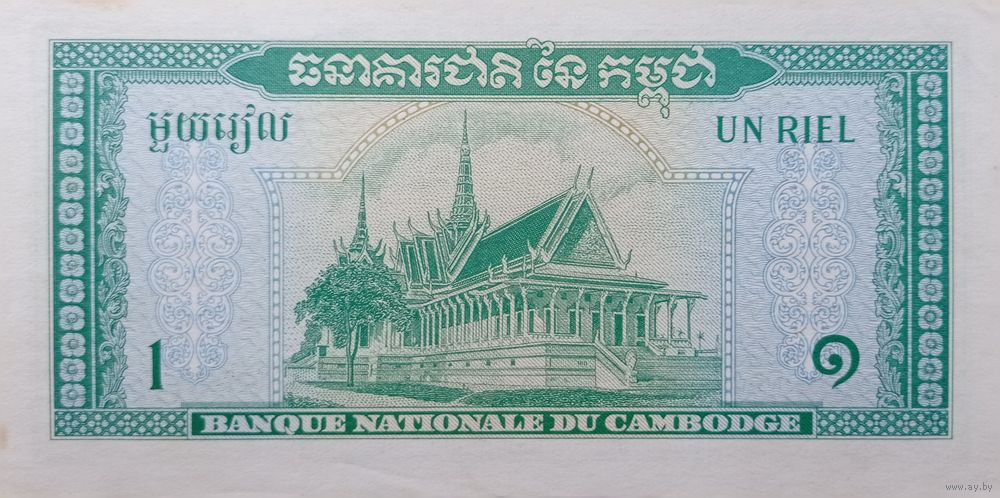 ធនាគារជាតិ នៃ កម្ពុជា
មួយរៀល
UN RIEL
1
១
BANQUE NATIONALE DU CAMBODGE
www.ay.by